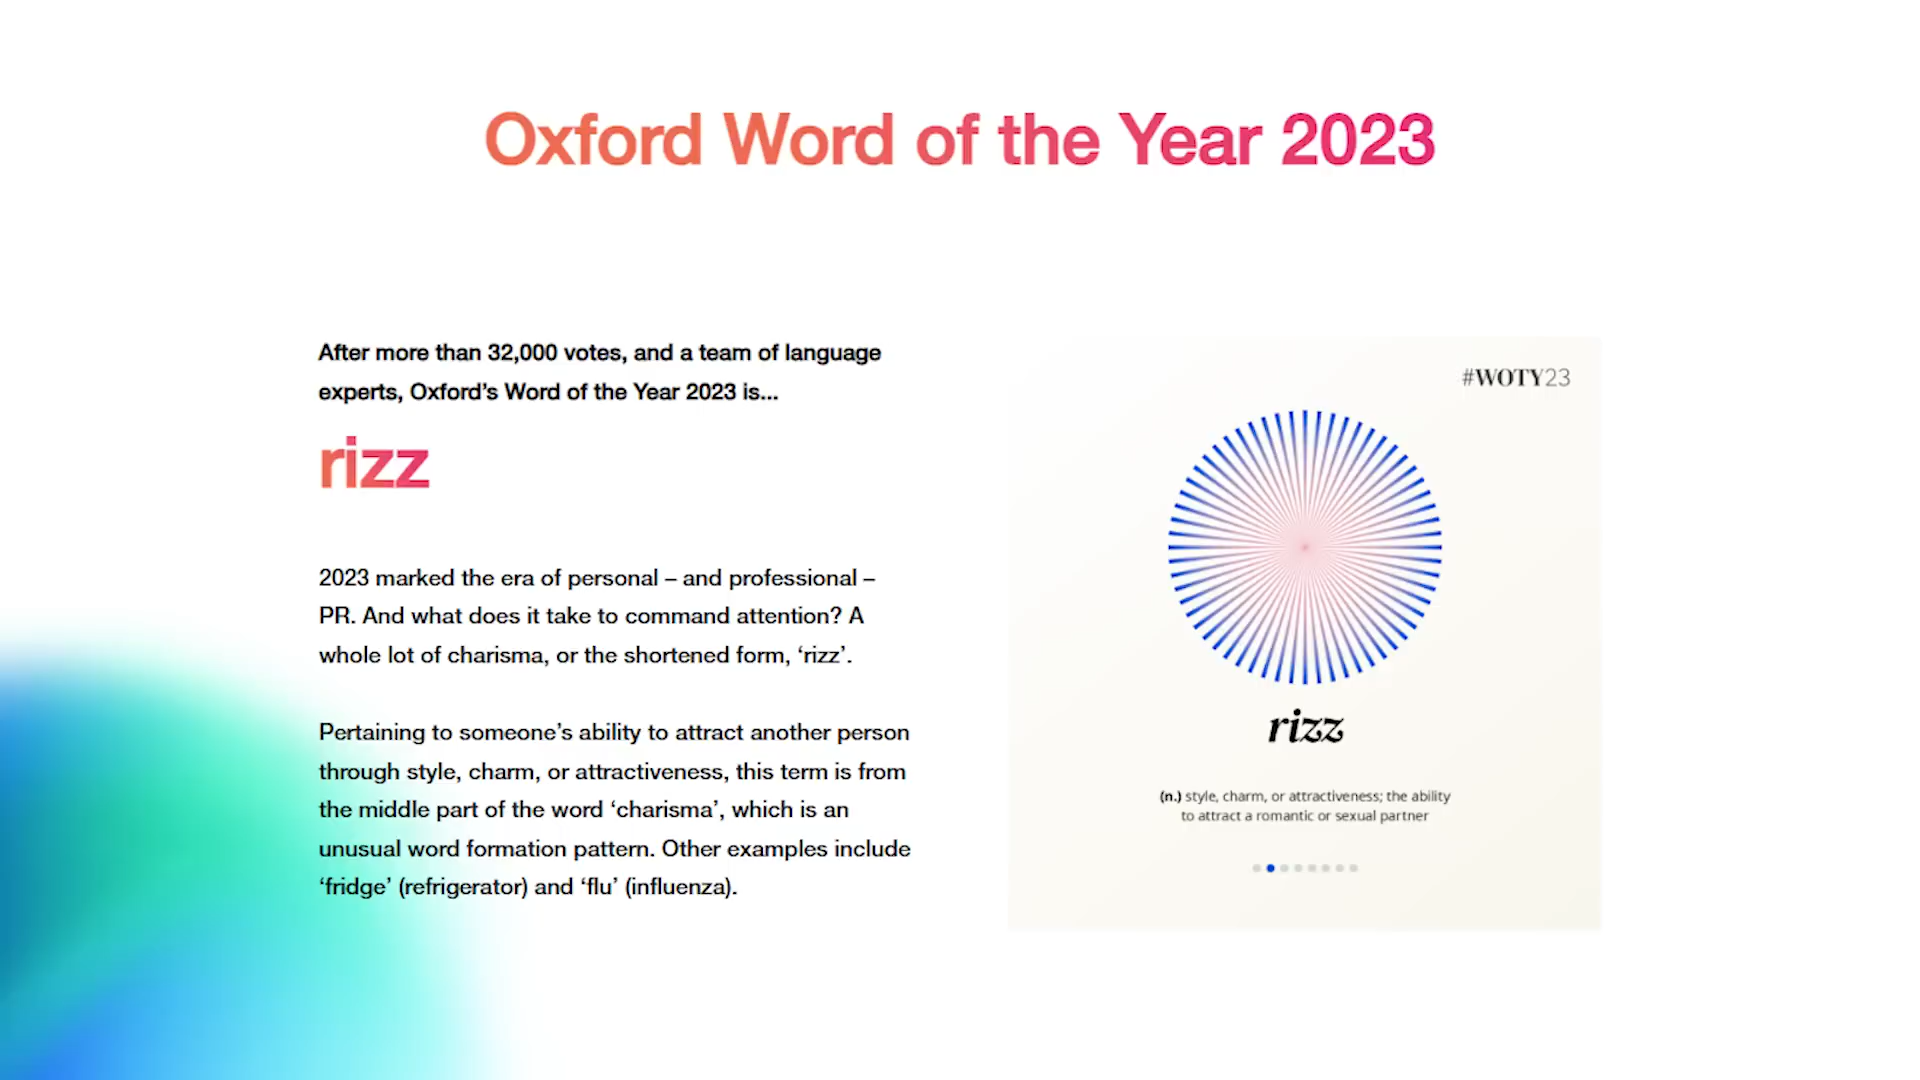 Oxford Word of the Year 2023
After more than 32,000 votes, and a team of language
experts, Oxford’s Word of the Year 2023 is...
rizz
2023 marked the era of personal – and professional –
PR. And what does it take to command attention? A
whole lot of charisma, or the shortened form, ‘rizz’.
Pertaining to someone’s ability to attract another person
through style, charm, or attractiveness, this term is from
the middle part of the word ‘charisma’, which is an
unusual word formation pattern. Other examples include
‘fridge’ (refrigerator) and ‘flu’ (influenza).
#WOTY23
rizz
(n.) style, charm, or attractiveness; the ability
to attract a romantic or sexual partner